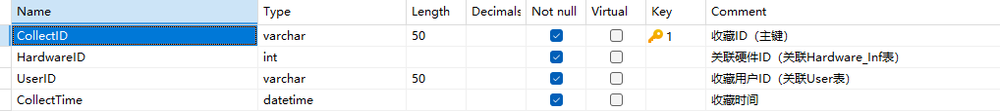 Name Type Length Decimals Not null Virtual Key Comment
CollectID varchar 50 1 收藏ID（主键）
HardwareID int 关联硬件ID（关联Hardware_Inf表）
UserID varchar 50 收藏用户ID（关联User表）
CollectTime datetime 收藏时间